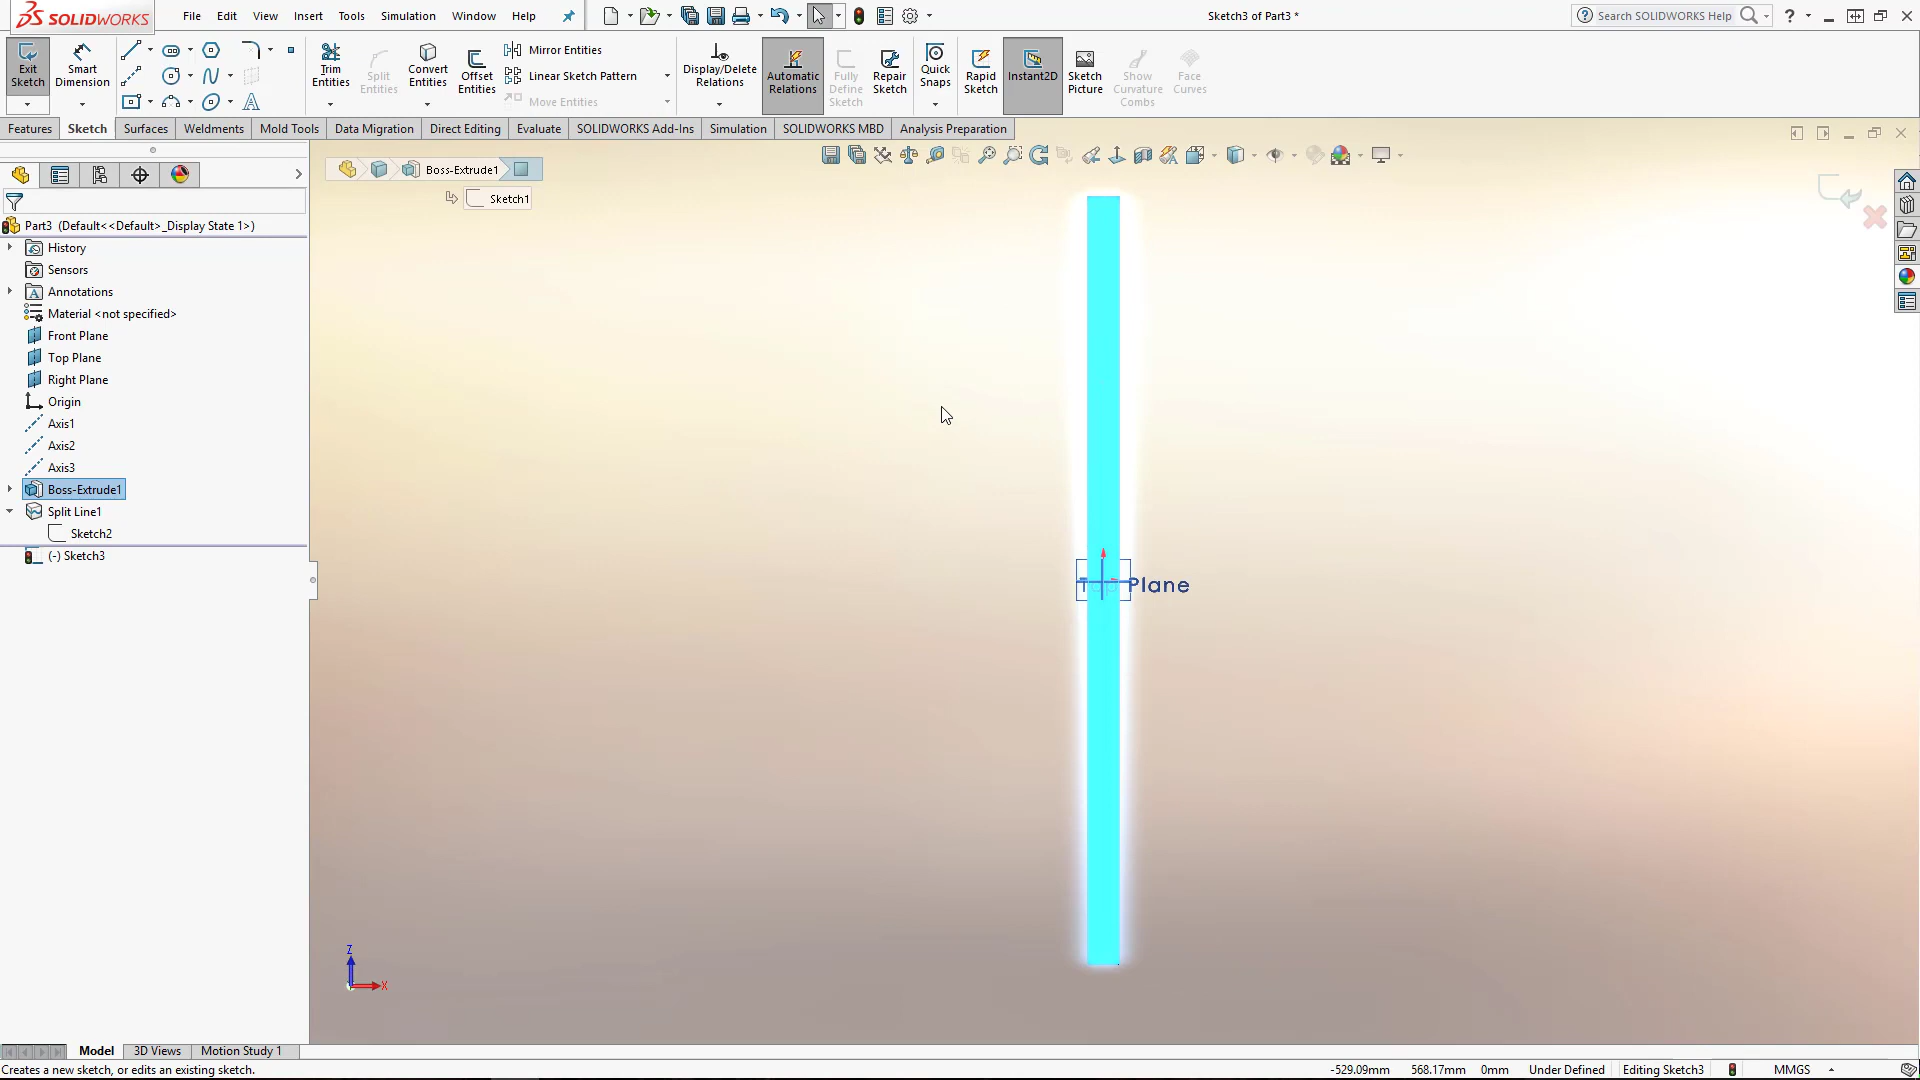 SOLIDWORKS
File Edit View Insert Tools Simulation Window Help
Sketch3 of Part3 *
Search SOLIDWORKS Help
Exit Sketch
Smart Dimension
Trim Entities
Split Entities
Convert Entities
Offset Entities
Mirror Entities
Linear Sketch Pattern
Move Entities
Display/Delete Relations
Automatic Relations
Fully Define Sketch
Repair Sketch
Quick Snaps
Rapid Sketch
Instant2D
Sketch Picture
Show Curvature Combs
Face Curves
Features Sketch Surfaces Weldments Mold Tools Data Migration Direct Editing Evaluate SOLIDWORKS Add-Ins Simulation SOLIDWORKS MBD Analysis Preparation
Boss-Extrude1
Sketch1
Part3 (Default<<Default>_Display State 1>)
History
Sensors
Annotations
Material <not specified>
Front Plane
Top Plane
Right Plane
Origin
Axis1
Axis2
Axis3
Boss-Extrude1
Split Line1
Sketch2
(-) Sketch3
Top Plane
Z
X
Model 3D Views Motion Study 1
Creates a new sketch, or edits an existing sketch.
-529.09mm 568.17mm 0mm Under Defined Editing Sketch3 MMGS